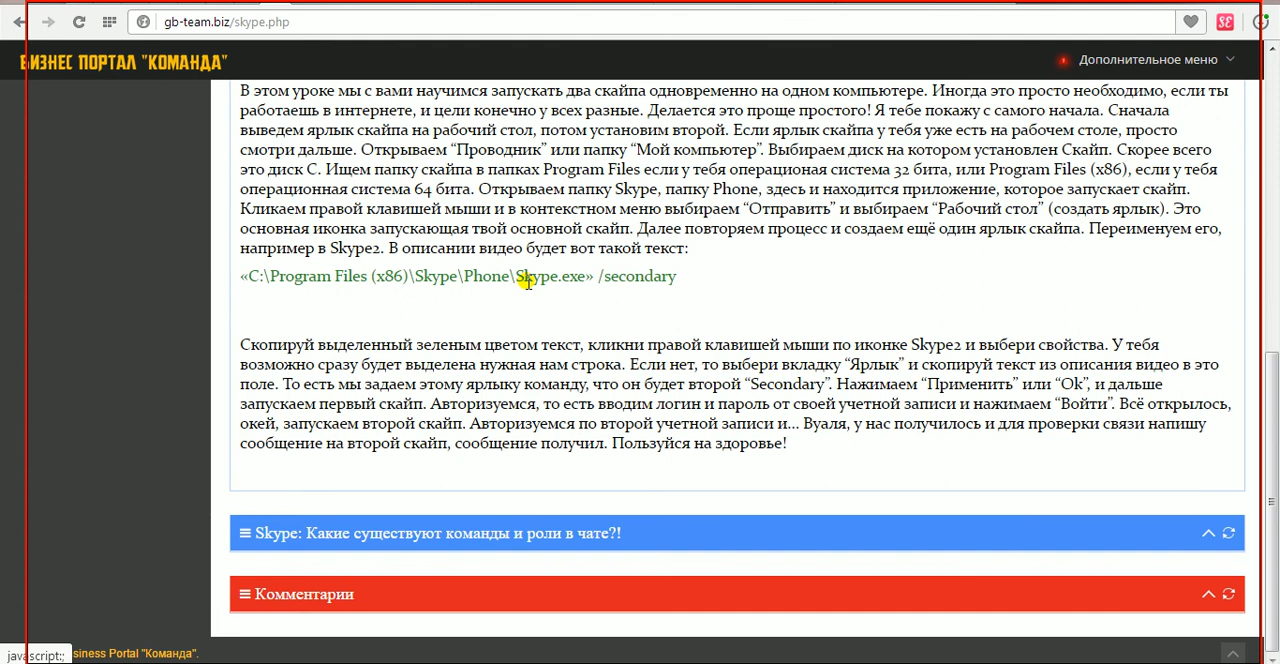 gb-team.biz/skype.php
БИЗНЕС ПОРТАЛ "КОМАНДА"
Дополнительное меню
В этом уроке мы с вами научимся запускать два скайпа одновременно на одном компьютере. Иногда это просто необходимо, если ты
работаешь в интернете, и цели конечно у всех разные. Делается это проще простого! Я тебе покажу с самого начала. Сначала
выведем ярлык скайпа на рабочий стол, потом установим второй. Если ярлык скайпа у тебя уже есть на рабочем столе, просто
смотри дальше. Открываем “Проводник” или папку “Мой компьютер”. Выбираем диск на котором установлен Скайп. Скорее всего
это диск С. Ищем папку скайпа в папках Program Files если у тебя операционая система 32 бита, или Program Files (x86), если у тебя
операционная система 64 бита. Открываем папку Skype, папку Phone, здесь и находится приложение, которое запускает скайп.
Кликаем правой клавишей мыши и в контекстном меню выбираем “Отправить” и выбираем “Рабочий стол” (создать ярлык). Это
основная иконка запускающая твой основной скайп. Далее повторяем процесс и создаем ещё один ярлык скайпа. Переименуем его,
например в Skype2. В описании видео будет вот такой текст:
«C:\Program Files (x86)\Skype\Phone\Skype.exe» /secondary
Скопируй выделенный зеленым цветом текст, кликни правой клавишей мыши по иконке Skype2 и выбери свойства. У тебя
возможно сразу будет выделена нужная нам строка. Если нет, то выбери вкладку “Ярлык” и скопируй текст из описания видео в это
поле. То есть мы задаем этому ярлыку команду, что он будет второй “Secondary”. Нажимаем “Применить” или “Ok”, и дальше
запускаем первый скайп. Авторизуемся, то есть вводим логин и пароль от своей учетной записи и нажимаем “Войти”. Всё открылось,
окей, запускаем второй скайп. Авторизуемся по второй учетной записи и... Вуаля, у нас получилось и для проверки связи напишу
сообщение на второй скайп, сообщение получил. Пользуйся на здоровье!
Skype: Какие существуют команды и роли в чате?!
Комментарии
javascript:;
siness Portal "Команда".